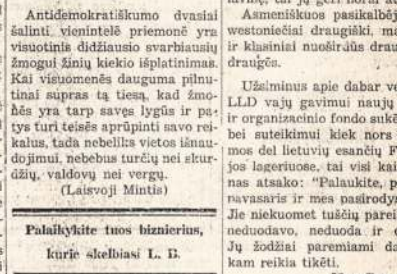 Antidemokratiškumo dvasiai
šalinti vienintelė priemonė yra
visuotinis didžiausio svarbiausių
žmogui žinių kiekio išplatinimas.
Kai visuomenės dauguma pilnu-
tinai supras tą tiesą, kad žmo-
nės yra tarp savęs lygūs ir pa-
tys turi teisės aprūpinti savo rei-
kalus, tada nebeliks vietos išnau-
dojimui, nebebus turčių nei skur-
džių, valdovų nei vergų.
(Laisvoji Mintis)
Palaikykite tuos biznierius,
kurie skelbiasi L. B.
Asmeniškuos pasikalbėj
westoniečiai draugiški, ma
ir klasiniai nuoširdūs drau
draugės.
Užsiminus apie dabar ve
LLD vajų gavimui naujų
ir organizacinio fondo sukė
bei suteikimui kiek nors
mos del lietuvių esančių F
jos lageriuose, tai visi kai
nas atsako: "Palaukite, p
pavasaris ir mes pasirodys
Jie niekuomet tuščių parei
neduodavo, neduoda ir
Jų žodžiai paremiami da
kam reikia tikėti.